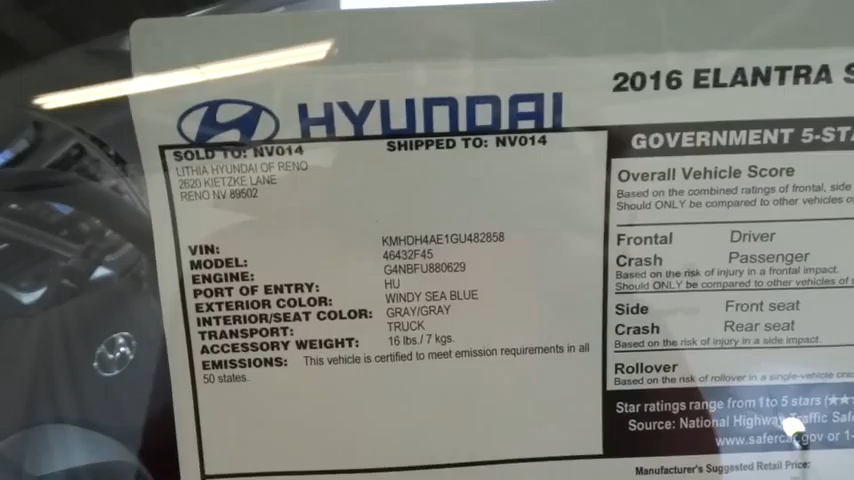 HYUNDAI
SOLD TO: NV014
LITHIA HYUNDAI OF RENO
2620 KIETZKE LANE
RENO NV 89502
SHIPPED TO: NV014
VIN: KMHDH4AE1GU482858
MODEL: 46432F45
ENGINE: G4NBFU880629
PORT OF ENTRY: HU
EXTERIOR COLOR: WINDY SEA BLUE
INTERIOR/SEAT COLOR: GRAY/GRAY
TRANSPORT: TRUCK
ACCESSORY WEIGHT: 16 lbs./ 7 kgs.
EMISSIONS: This vehicle is certified to meet emission requirements in all
50 states.
2016 ELANTRA S
GOVERNMENT 5-STA
Overall Vehicle Score
Based on the combined ratings of frontal, side
Should ONLY be compared to other vehicles o
Frontal Driver
Crash Passenger
Based on the risk of injury in a frontal impact.
Should ONLY be compared to other vehicles of
Side Front seat
Crash Rear seat
Based on the risk of injury in a side impact.
Rollover
Based on the risk of rollover in a single-vehicle
Star ratings range from 1 to 5 stars (★★
Source: National Highway Traffic Safe
www.safercar.gov or 1-
Manufacturer's Suggested Retail Price: